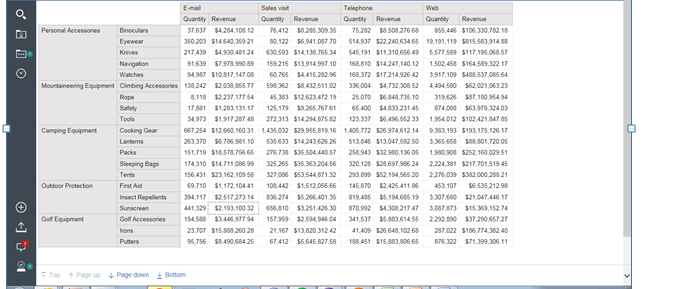 E-mail Sales visit Telephone Web
Quantity Revenue Quantity Revenue Quantity Revenue Quantity Revenue
Personal Accessories Binoculars 37,637 $4,284,108.12 76,412 $8,285,309.35 75,282 $8,508,276.68 855,446 $106,330,782.18
Eyewear 350,203 $14,640,359.21 80,122 $6,941,087.70 514,937 $22,240,634.65 19,191,119 $815,583,914.88
Knives 217,439 $4,930,481.24 630,593 $14,138,765.34 545,191 $11,310,656.49 5,577,589 $117,195,068.57
Navigation 91,639 $7,978,990.89 159,215 $13,914,997.10 168,810 $14,247,140.12 1,502,458 $164,589,322.17
Watches 94,987 $10,817,147.08 60,765 $4,415,282.96 168,372 $17,214,926.42 3,917,109 $488,537,085.64
Mountaineering Equipment Climbing Accessories 138,242 $2,038,855.77 598,362 $8,432,511.02 336,004 $4,732,308.52 4,494,580 $62,021,063.23
Rope 8,118 $2,237,177.54 45,383 $12,623,472.19 25,070 $6,848,735.10 319,626 $87,180,954.94
Safety 17,881 $1,283,131.17 125,179 $9,265,767.61 65,400 $4,833,231.45 874,088 $63,978,324.03
Tools 34,973 $1,917,287.48 272,313 $14,294,875.82 123,337 $6,496,552.33 1,954,012 $102,421,847.85
Camping Equipment Cooking Gear 667,254 $12,660,160.31 1,435,032 $29,955,819.16 1,405,772 $26,974,612.14 9,383,193 $193,175,126.17
Lanterns 263,370 $6,786,981.10 535,633 $14,243,626.26 513,846 $13,047,592.50 3,365,658 $88,801,720.05
Packs 151,719 $18,578,756.65 276,738 $35,504,440.57 258,943 $32,980,136.05 1,980,908 $252,160,029.51
Sleeping Bags 174,310 $14,711,086.99 325,265 $35,363,204.56 320,128 $28,697,986.24 2,224,381 $217,701,519.45
Tents 156,431 $23,162,109.58 327,086 $53,544,871.32 293,899 $52,194,565.20 2,276,039 $382,000,288.21
Outdoor Protection First Aid 69,710 $1,172,104.41 108,442 $1,512,056.66 145,870 $2,425,411.86 453,107 $6,535,212.98
Insect Repellents 394,117 $2,517,273.14 836,274 $5,266,401.35 819,485 $5,194,685.19 3,307,680 $21,047,446.17
Sunscreen 441,329 $2,193,100.32 656,810 $3,251,426.30 870,992 $4,308,217.47 3,087,873 $15,369,152.74
Golf Equipment Golf Accessories 194,588 $3,446,977.94 157,959 $2,594,946.04 341,537 $5,883,614.55 2,292,890 $37,290,657.27
Irons 23,707 $15,888,260.28 21,167 $13,820,312.42 41,409 $26,648,102.68 287,022 $186,774,382.40
Putters 95,756 $8,490,684.25 67,412 $5,645,827.58 188,451 $15,883,806.65 876,322 $71,399,306.11
Top Page up Page down Bottom